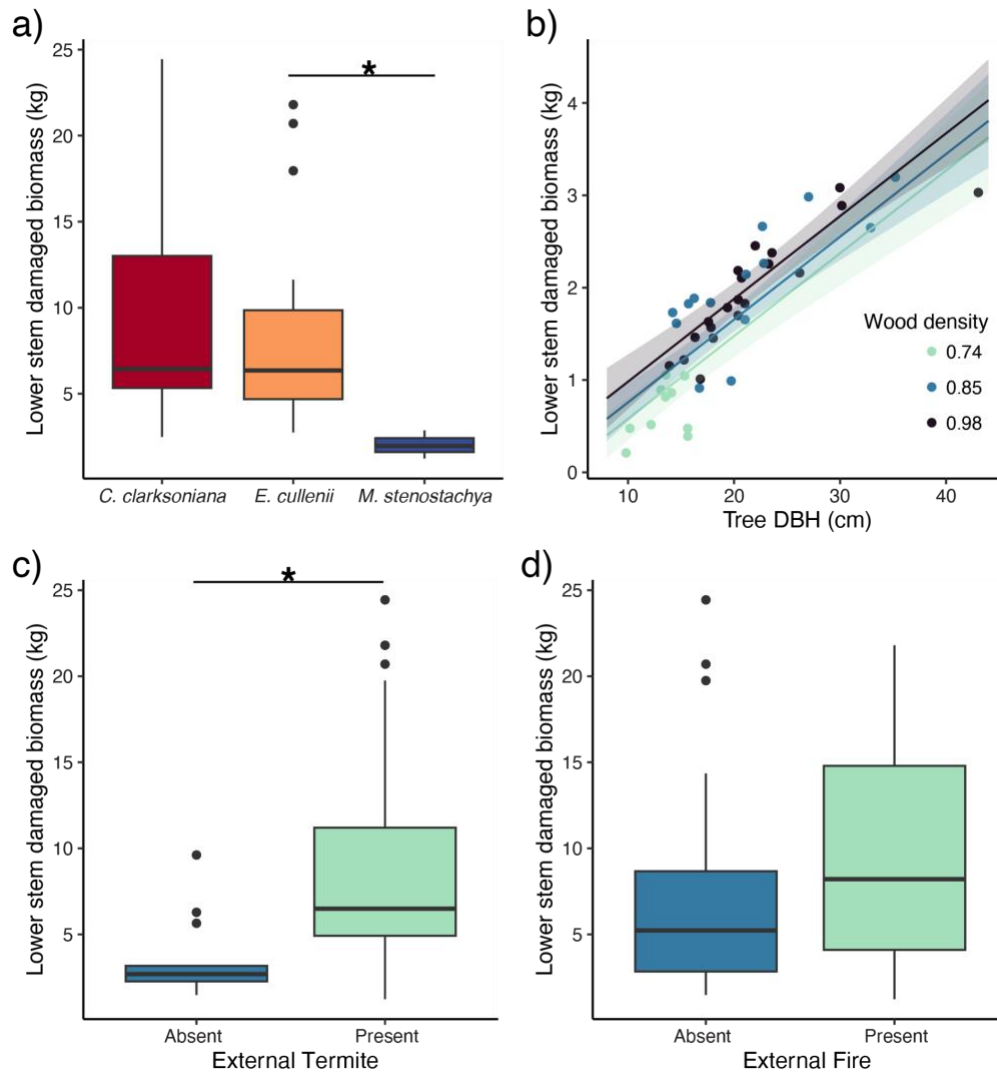 a)
Lower stem damaged biomass (kg)
25
20
15
10
5
*
C. clarksoniana E. cullenii M. stenostachya
b)
Lower stem damaged biomass (kg)
4
3
2
1
0
Wood density
0.74
0.85
0.98
10 20 30 40
Tree DBH (cm)
c)
Lower stem damaged biomass (kg)
25
20
15
10
5
*
Absent Present
External Termite
d)
Lower stem damaged biomass (kg)
25
20
15
10
5
Absent Present
External Fire